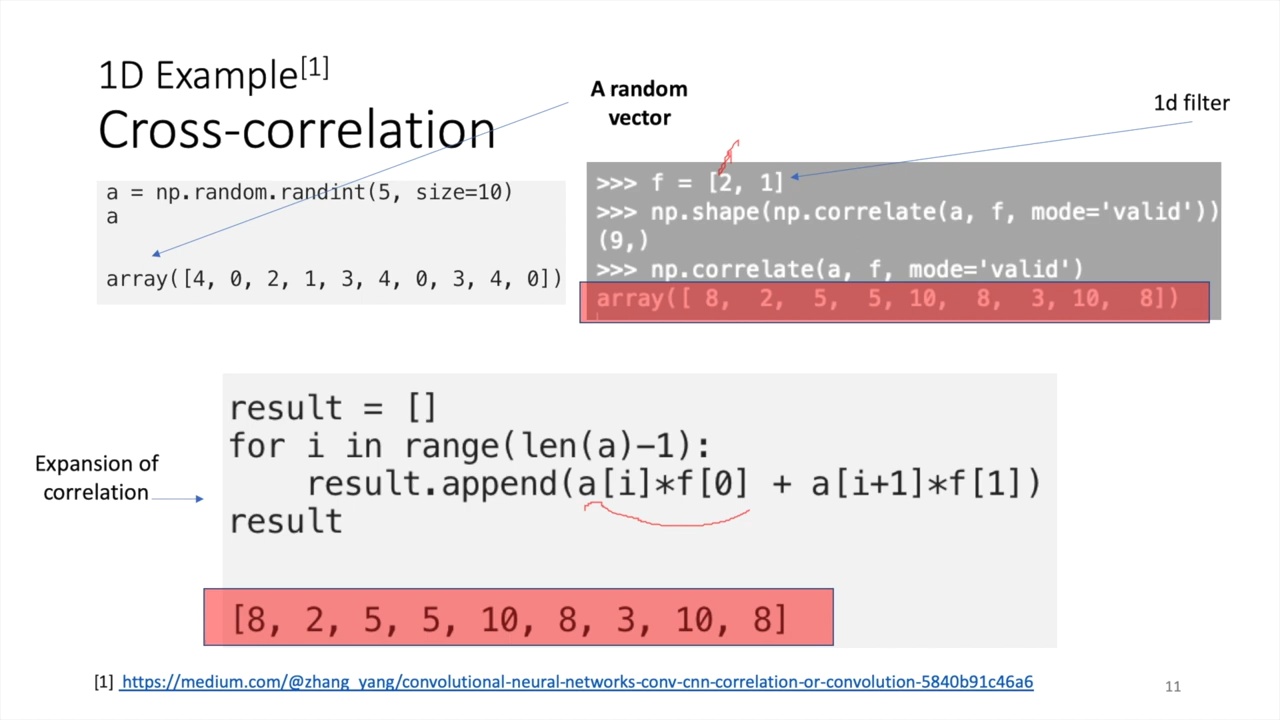 1D Example[1]
Cross-correlation
A random
vector
1d filter
a = np.random.randint(5, size=10)
a
array([4, 0, 2, 1, 3, 4, 0, 3, 4, 0])
>>> f = [2, 1]
>>> np.shape(np.correlate(a, f, mode='valid'))
(9,)
>>> np.correlate(a, f, mode='valid')
array([ 8,  2,  5,  5, 10,  8,  3, 10,  8])
Expansion of
correlation
result = []
for i in range(len(a)-1):
    result.append(a[i]*f[0] + a[i+1]*f[1])
result
[8, 2, 5, 5, 10, 8, 3, 10, 8]
[1] https://medium.com/@zhang_yang/convolutional-neural-networks-conv-cnn-correlation-or-convolution-5840b91c46a6
11